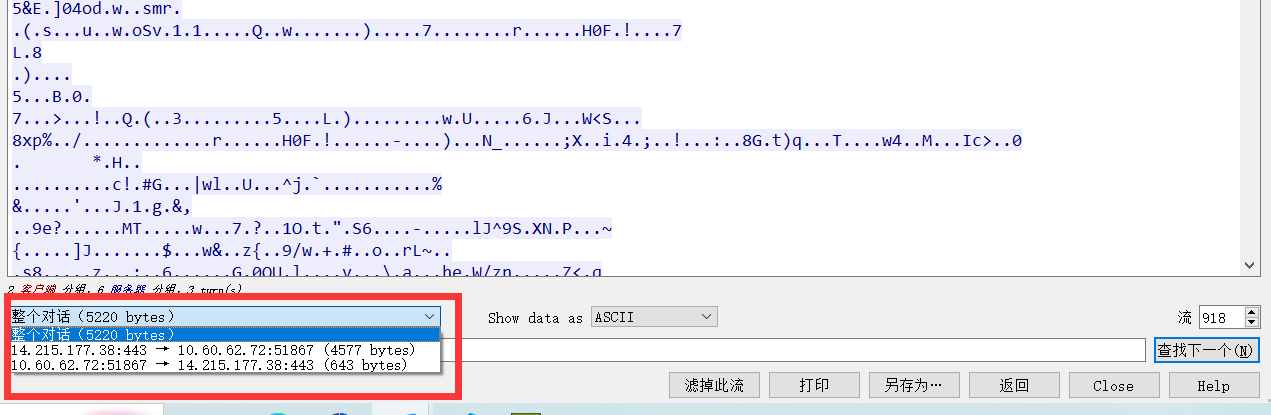 5&E.]04od.w..smr.
.(.s...u..w.oSv.1.1.....Q..w.......).....7........r......H0F.!....7
L.8
.)....
5...B.0.
7...>...!..Q.(..3.........5....L.).........w.U.....6.J...W<S...
8xp%../.............r......H0F.!......-....)...N_......;X..i.4.;..!...:..8G.t)q...T....w4..M...Ic>..0
. *.H..
..........c!.#G...|wl..U...^j.`...........%
&.....'...J.1.g.&,
..9e?......MT.....w...7.?..1O.t.".S6....-.....lJ^9S.XN.P...~
{.....]J.......$...w&..z{..9/w.+.#..o..rL~..
.s8.....z...:..6......G.0OU.l....v...\.a...he.W/zn.....Z<.q
2 客户端 分组, 6 服务器 分组, 3 turn(s)
整个对话（5220 bytes） Show data as ASCII 流 918
整个对话（5220 bytes）
14.215.177.38:443 → 10.60.62.72:51867 (4577 bytes) 查找下一个(N)
10.60.62.72:51867 → 14.215.177.38:443 (643 bytes)
滤掉此流 打印 另存为… 返回 Close Help